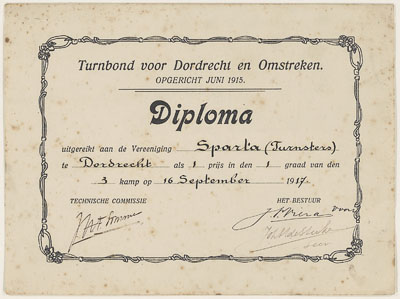 Turnbond voor Dordrecht en Omstreken.
OPGERICHT JUNI 1915.
Diploma
uitgereikt aan de Vereeniging Sparta (Turnsters)
te Dordrecht als 1 prijs in den 1 graad van den
3 kamp op 16 September 1917.
TECHNISCHE COMMISSIE HET BESTUUR